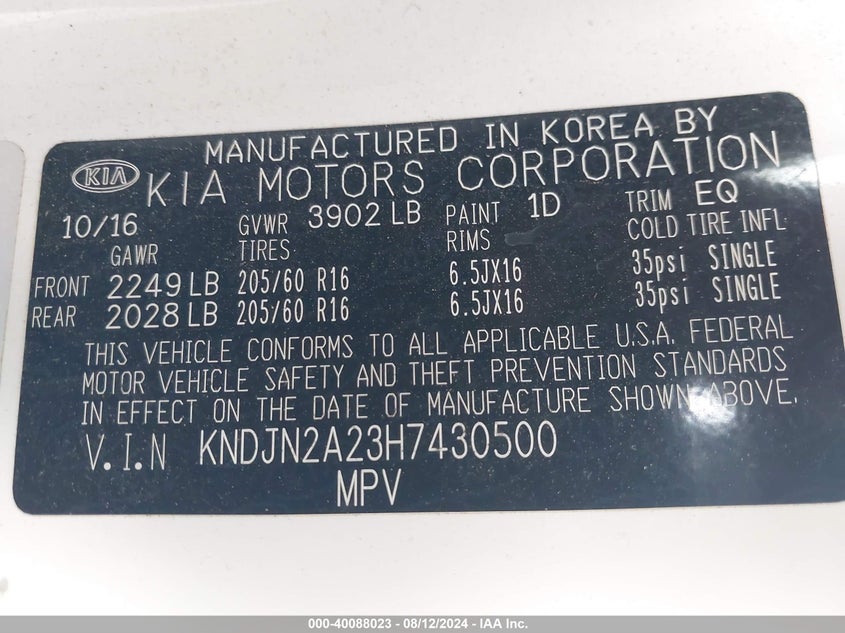 MANUFACTURED IN KOREA BY
KIA KIA MOTORS CORPORATION
10/16 GVWR 3902 LB PAINT 1D TRIM EQ
GAWR TIRES RIMS COLD TIRE INFL
FRONT 2249 LB 205/60 R16 6.5JX16 35psi SINGLE
REAR 2028 LB 205/60 R16 6.5JX16 35psi SINGLE
THIS VEHICLE CONFORMS TO ALL APPLICABLE U.S.A. FEDERAL
MOTOR VEHICLE SAFETY AND THEFT PREVENTION STANDARDS
IN EFFECT ON THE DATE OF MANUFACTURE SHOWN ABOVE.
V.I.N KNDJN2A23H7430500
MPV
000-40088023 - 08/12/2024 - IAA Inc.